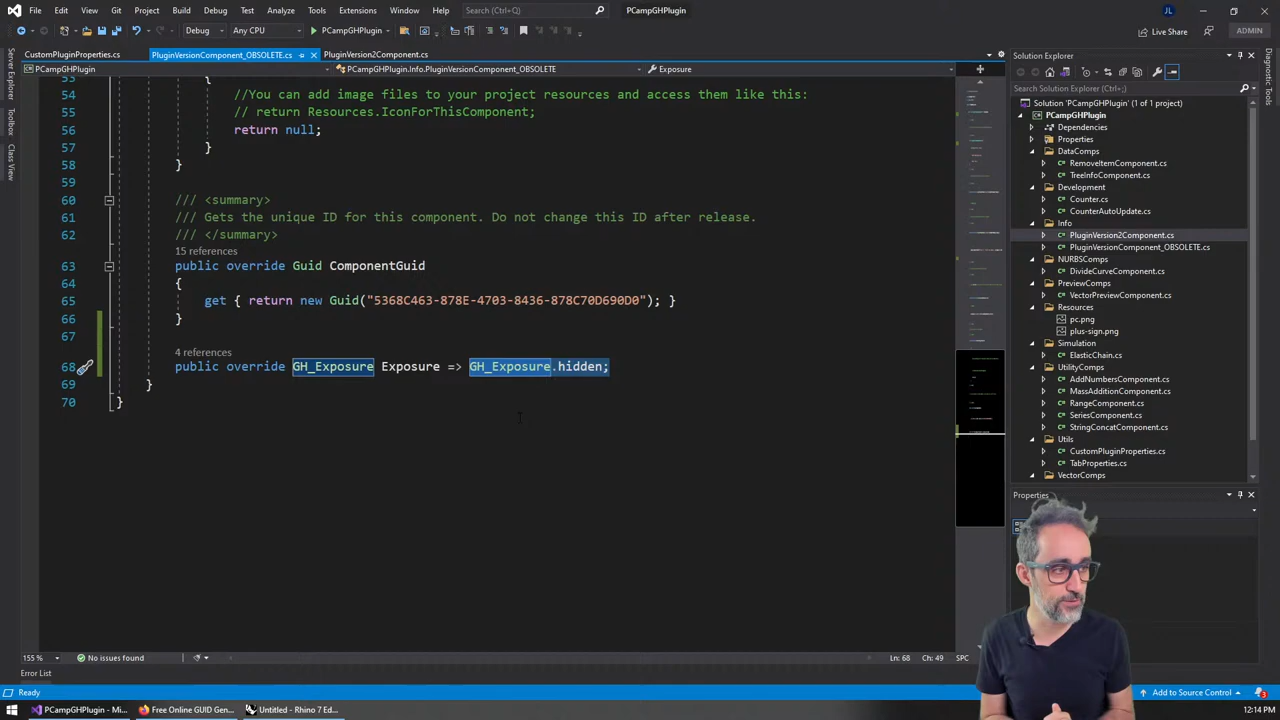 File Edit View Git Project Build Debug Test Analyze Tools Extensions Window Help Search (Ctrl+Q) PCampGHPlugin JL
Debug Any CPU PCampGHPlugin Live Share ADMIN
CustomPluginProperties.cs PluginVersionComponent_OBSOLETE.cs PluginVersion2Component.cs Solution Explorer
PCampGHPlugin PCampGHPlugin.Info.PluginVersionComponent_OBSOLETE Exposure
Server Explorer
Toolbox
Class View
Diagnostic Tools
53 }
54 //You can add image files to your project resources and access them like this:
55 // return Resources.IconForThisComponent;
56 return null;
57 }
58 }
59
60 /// <summary>
61 /// Gets the unique ID for this component. Do not change this ID after release.
62 /// </summary>
15 references
63 public override Guid ComponentGuid
64 {
65 get { return new Guid("5368C463-878E-4703-8436-878C70D690D0"); }
66 }
67
4 references
68 public override GH_Exposure Exposure => GH_Exposure.hidden;
69 }
70 }
Search Solution Explorer (Ctrl+;)
Solution 'PCampGHPlugin' (1 of 1 project)
PCampGHPlugin
Dependencies
Properties
DataComps
RemoveItemComponent.cs
TreeInfoComponent.cs
Development
Counter.cs
CounterAutoUpdate.cs
Info
PluginVersion2Component.cs
PluginVersionComponent_OBSOLETE.cs
NURBSComps
DivideCurveComponent.cs
PreviewComps
VectorPreviewComponent.cs
Resources
pc.png
plus-sign.png
Simulation
ElasticChain.cs
UtilityComps
AddNumbersComponent.cs
MassAdditionComponent.cs
RangeComponent.cs
SeriesComponent.cs
StringConcatComponent.cs
Utils
CustomPluginProperties.cs
TabProperties.cs
VectorComps
Properties
155 % No issues found Ln: 68 Ch: 49 SPC
Error List
Ready Add to Source Control 3
PCampGHPlugin - Mi... Free Online GUID Gen... Untitled - Rhino 7 Ed... 12:14 PM